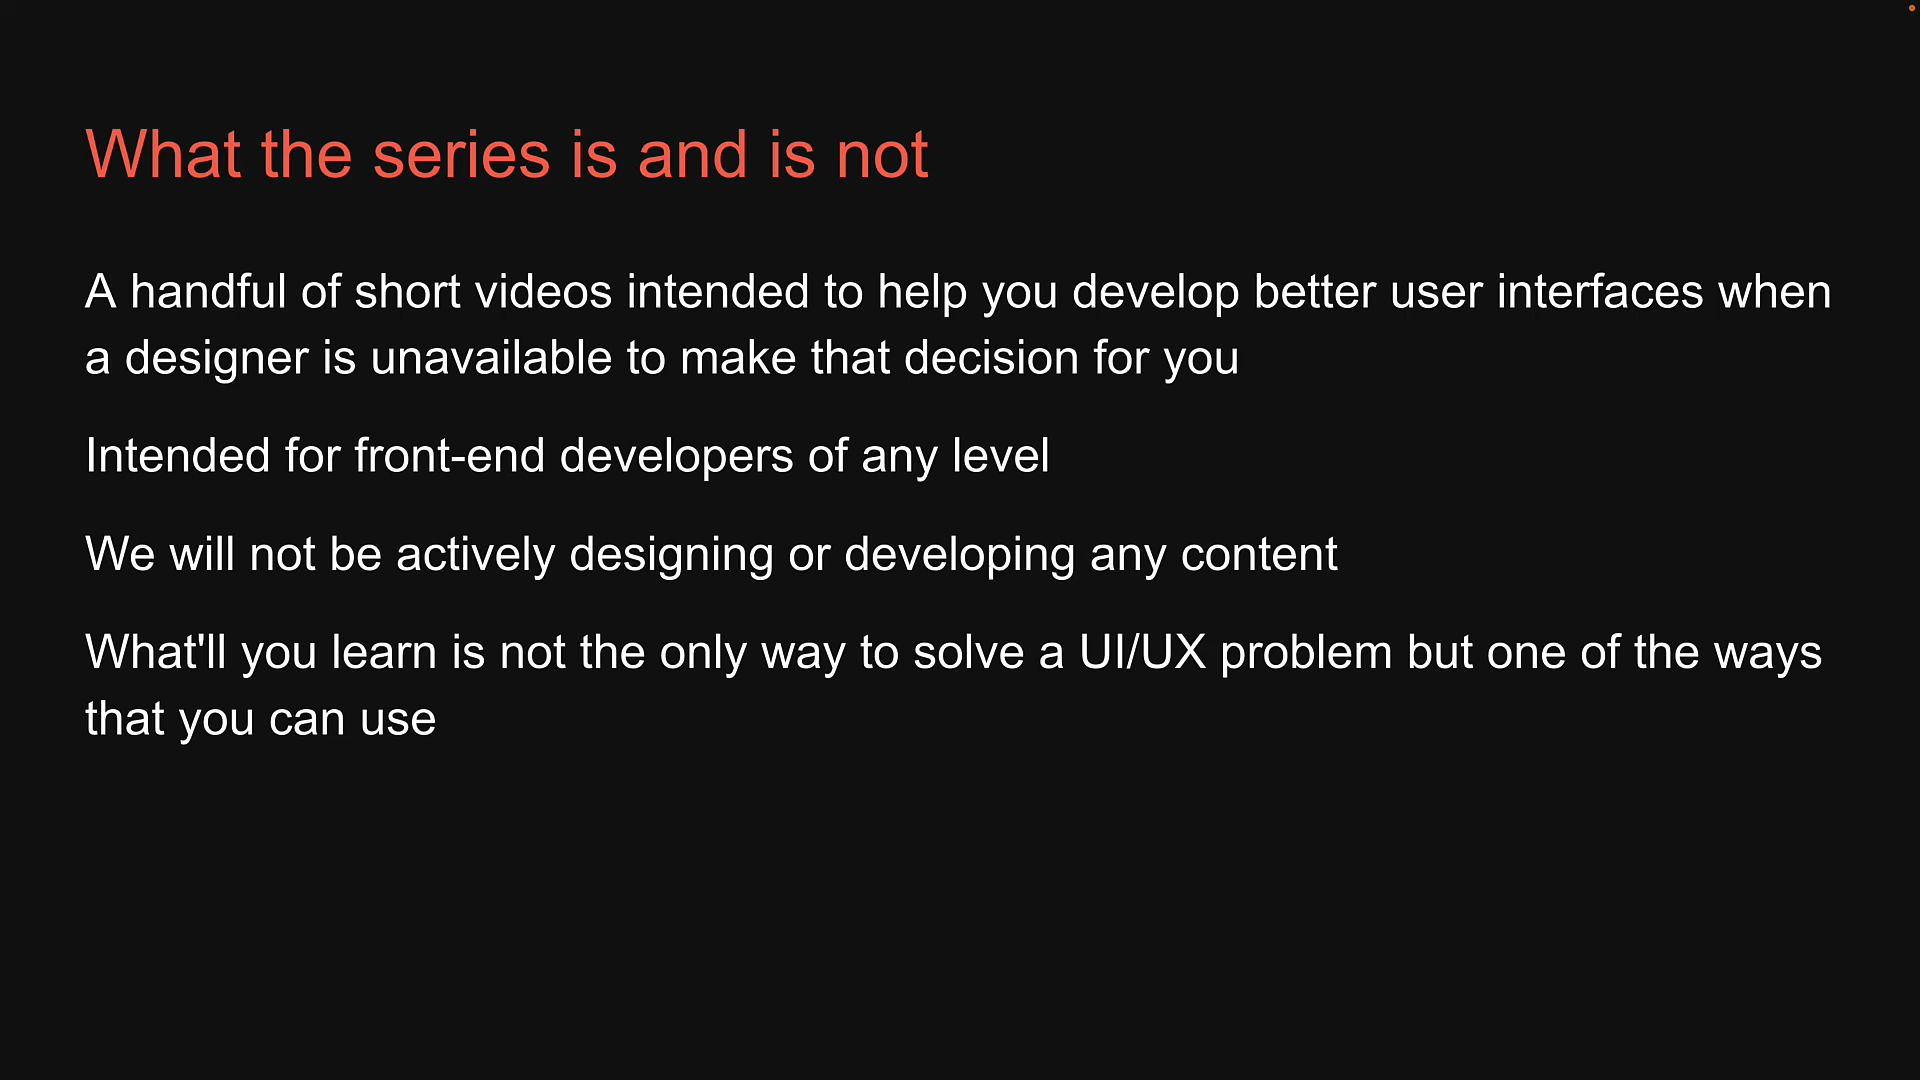 What the series is and is not
A handful of short videos intended to help you develop better user interfaces when
a designer is unavailable to make that decision for you
Intended for front-end developers of any level
We will not be actively designing or developing any content
What'll you learn is not the only way to solve a UI/UX problem but one of the ways
that you can use